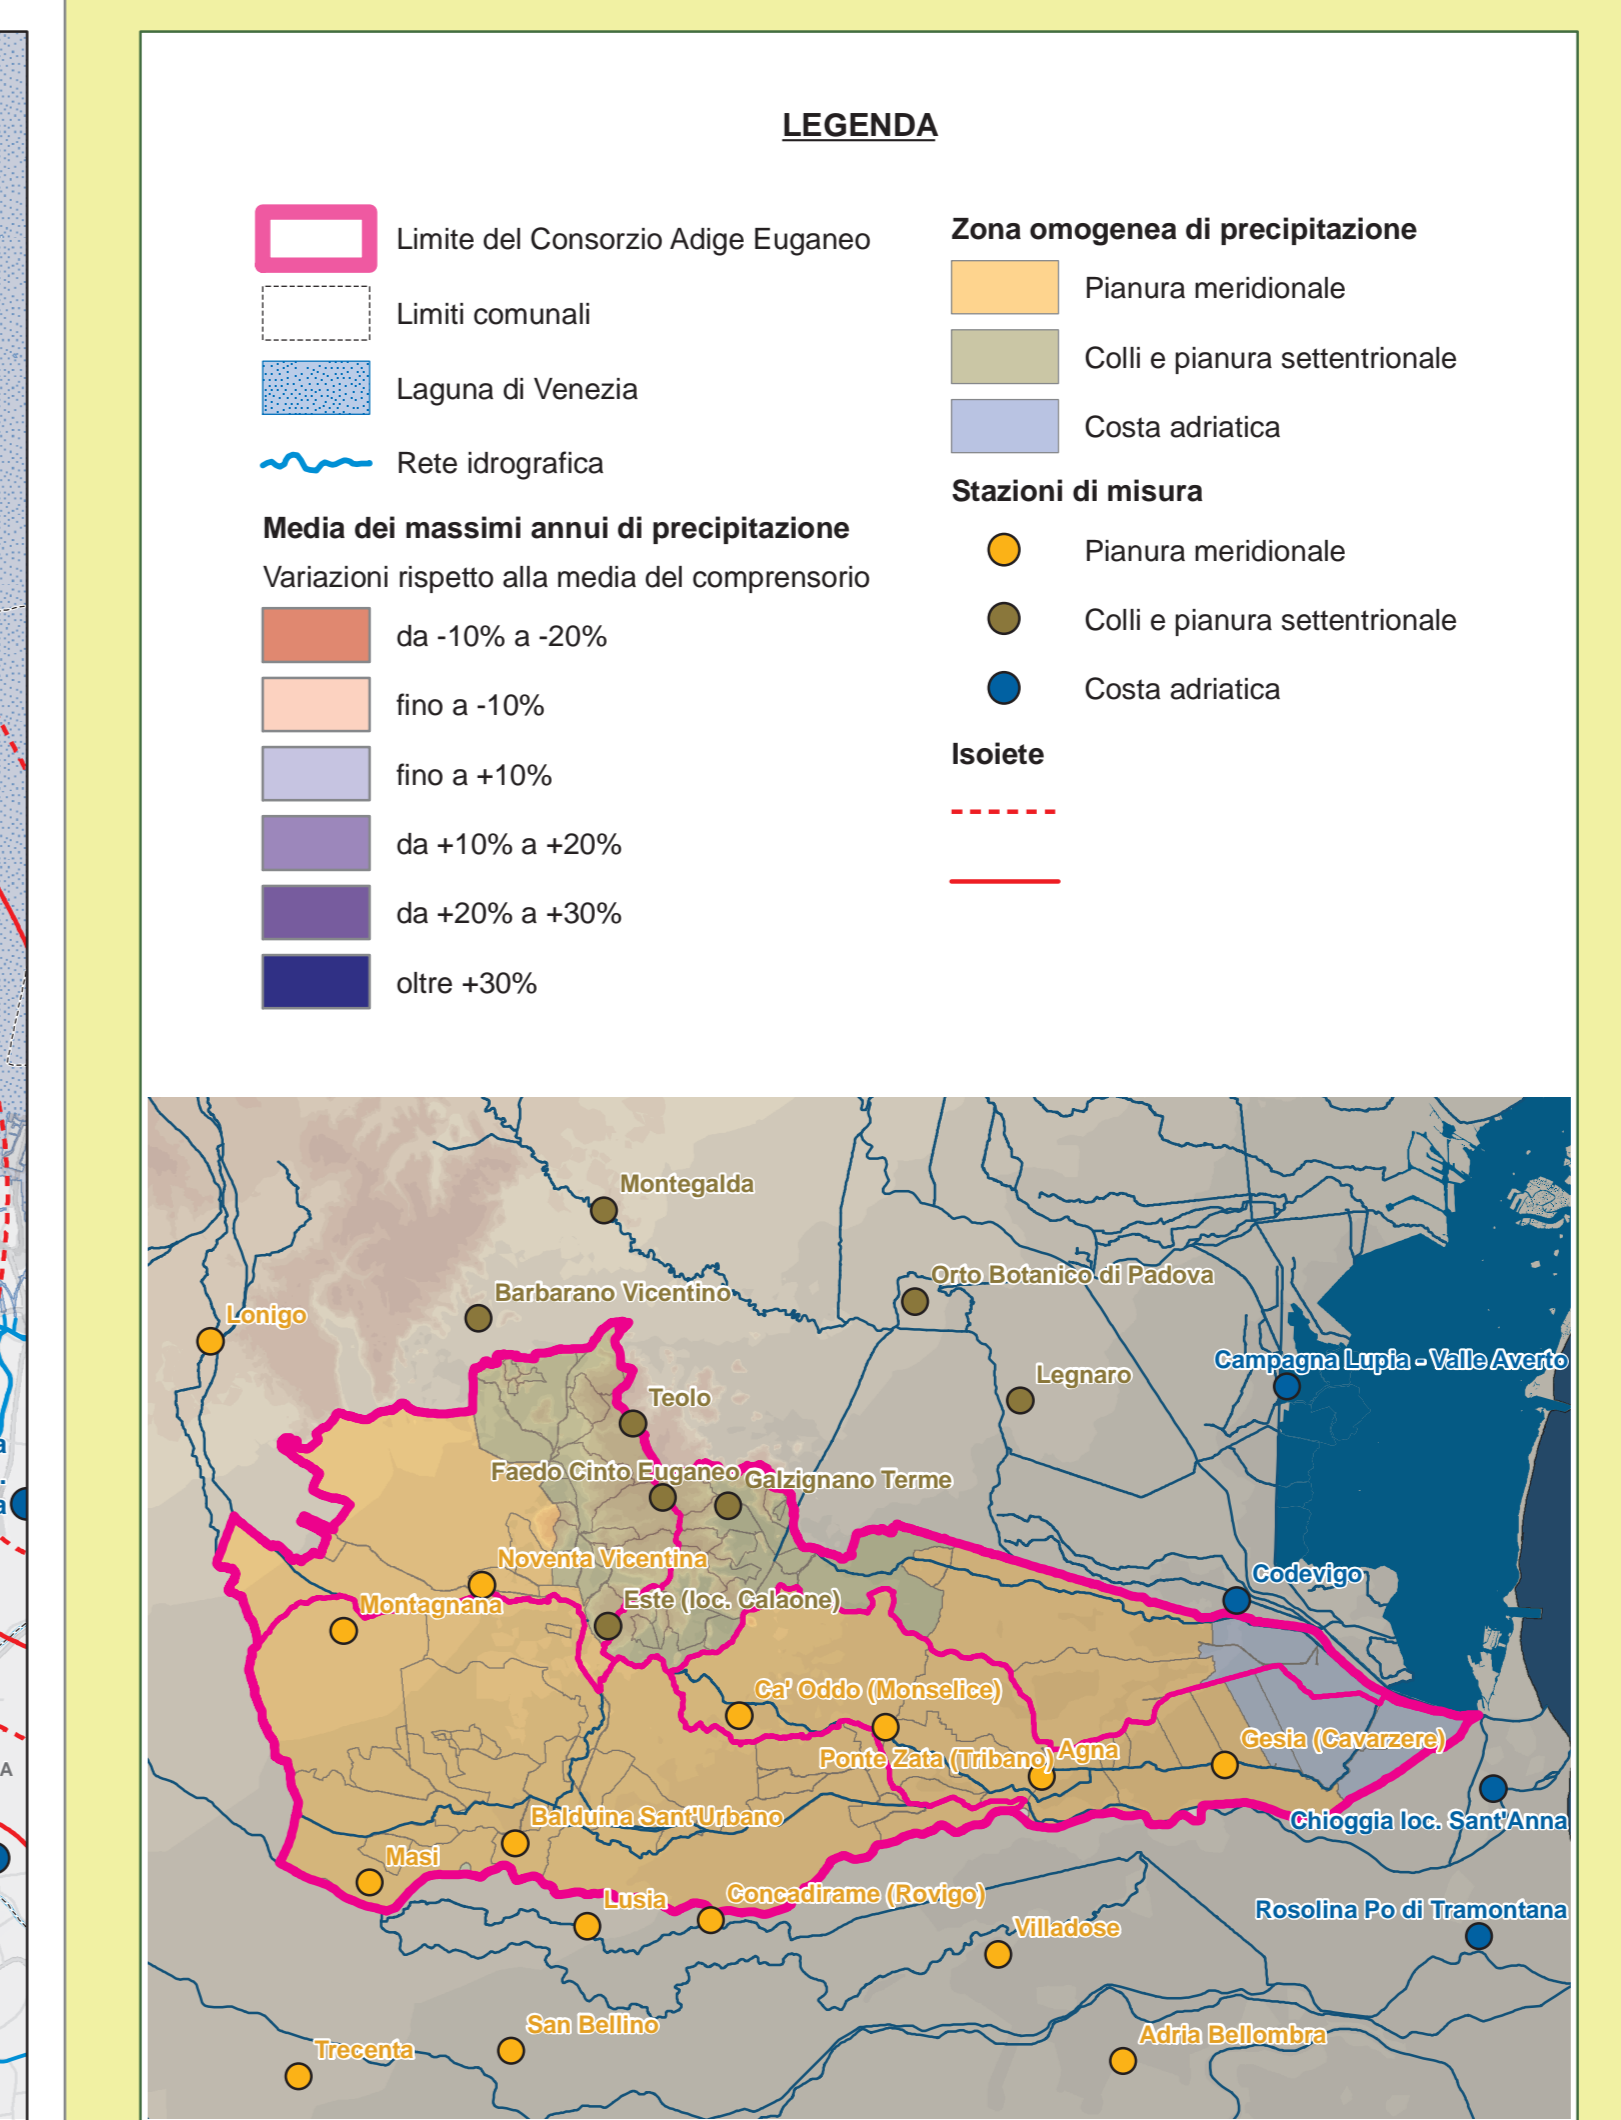 LEGENDA
Limite del Consorzio Adige Euganeo
Limiti comunali
Laguna di Venezia
Rete idrografica
Media dei massimi annui di precipitazione
Variazioni rispetto alla media del comprensorio
da -10% a -20%
fino a -10%
fino a +10%
da +10% a +20%
da +20% a +30%
oltre +30%
Zona omogenea di precipitazione
Pianura meridionale
Colli e pianura settentrionale
Costa adriatica
Stazioni di misura
Pianura meridionale
Colli e pianura settentrionale
Costa adriatica
Isoiete
Montegalda
Orto Botanico di Padova
Barbarano Vicentino
Lonigo
Campagna Lupia - Valle Averto
Legnaro
Teolo
Faedo Cinto Euganeo
Galzignano Terme
Noventa Vicentina
Codevigo
Montagnana
Este (loc. Calaone)
Ca' Oddo (Monselice)
Gesia (Cavarzere)
Ponte Zata (Tribano)
Agna
Balduina Sant'Urbano
Chioggia loc. Sant'Anna
Masi
Lusia
Concadirame (Rovigo)
Rosolina Po di Tramontana
Villadose
San Bellino
Adria Bellombra
Trecenta
a
.
a
A